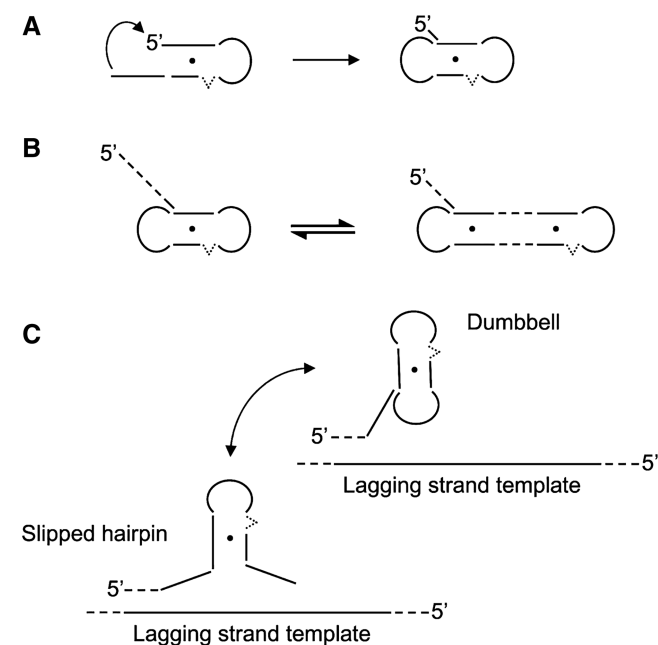 A
5’
5’
B
5’
5’
C
Dumbbell
5’
5’
Lagging strand template
Slipped hairpin
5’
5’
Lagging strand template